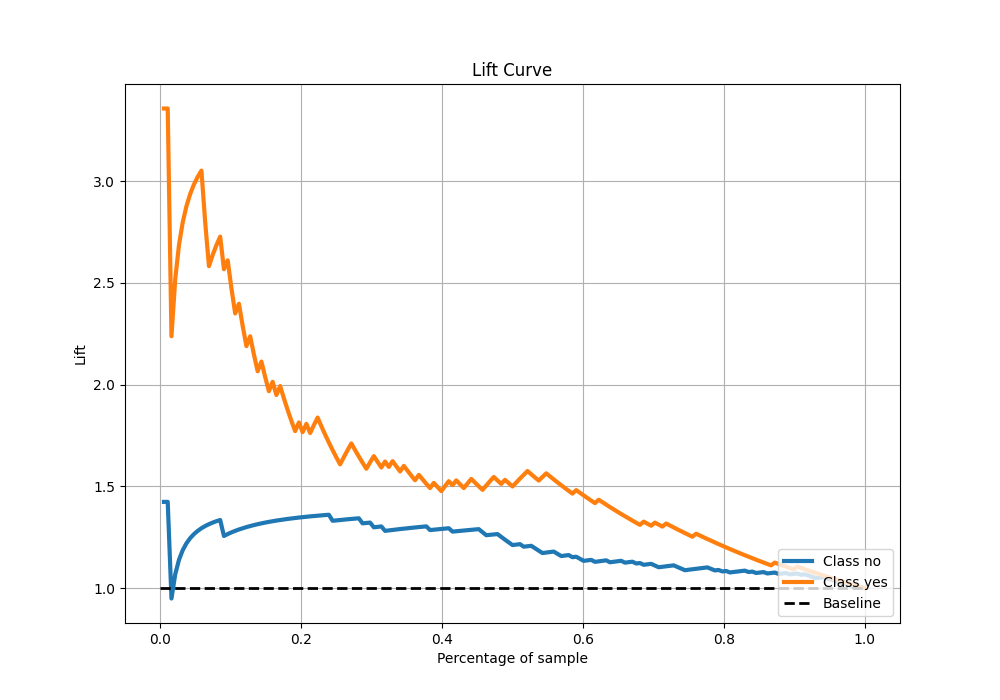 Lift Curve
Lift
3.0
2.5
2.0
1.5
1.0
0.0
0.2
0.4
0.6
0.8
1.0
Percentage of sample
Class no
Class yes
Baseline